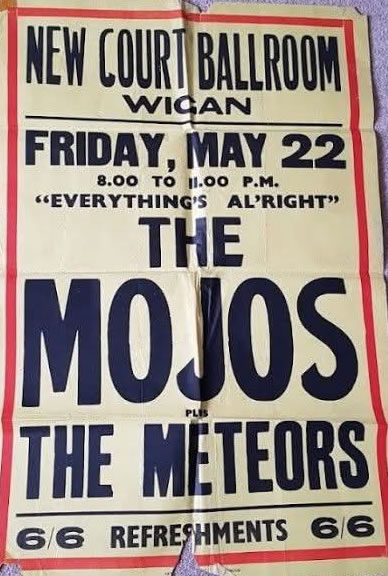 NEW COURT BALLROOM
WIGAN
FRIDAY, MAY 22
8.00 TO 11.00 P.M.
"EVERYTHING'S AL'RIGHT"
THE
MOJOS
PLUS
THE METEORS
6/6 REFRESHMENTS 6/6